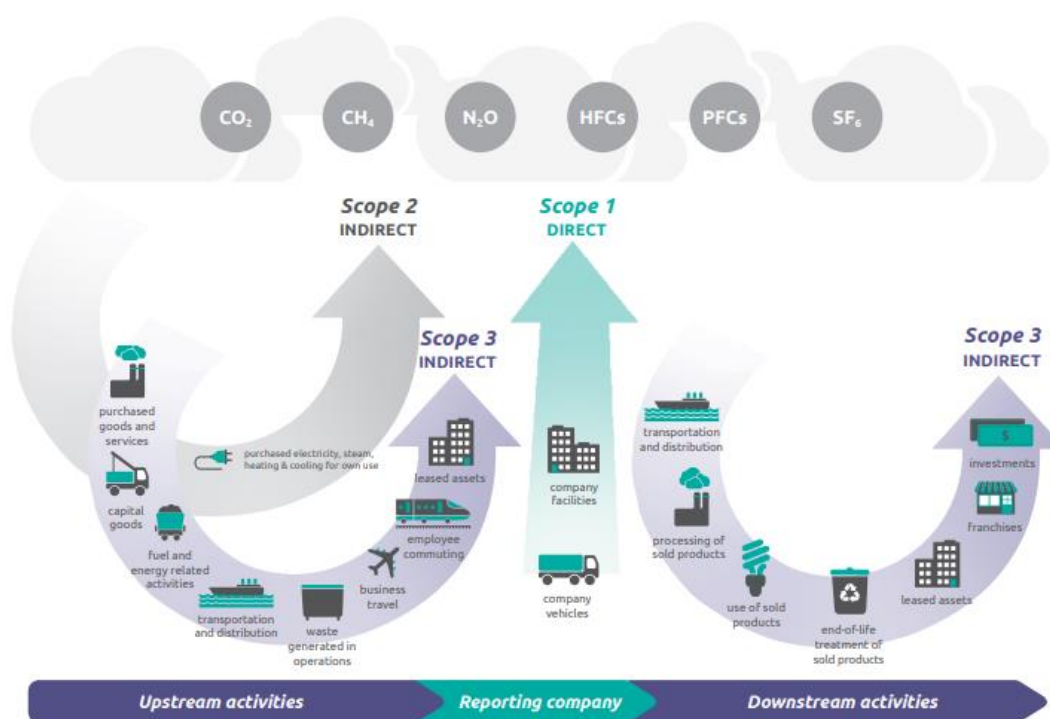 CO₂
CH₄
N₂O
HFCs
PFCs
SF₆
Scope 2
INDIRECT
Scope 1
DIRECT
Scope 3
INDIRECT
Scope 3
INDIRECT
purchased
goods and
services
capital
goods
fuel and
energy related
activities
purchased electricity, steam,
heating & cooling for own use
transportation
and distribution
waste
generated in
operations
business
travel
employee
commuting
leased assets
company
facilities
company
vehicles
transportation
and distribution
processing of
sold products
use of sold
products
end-of-life
treatment of
sold products
leased assets
franchises
$
investments
Upstream activities
Reporting company
Downstream activities